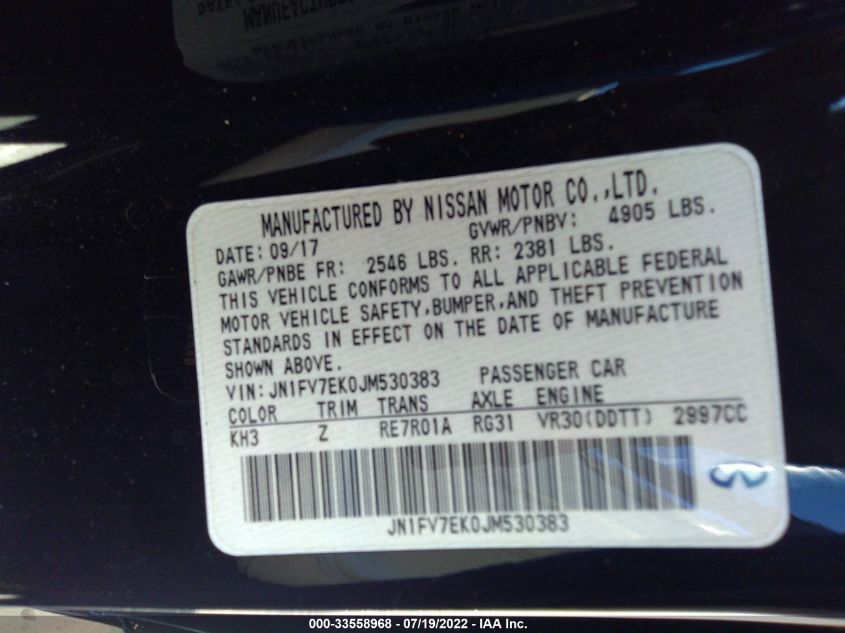 MANUFACTURED BY NISSAN MOTOR CO.,LTD.
DATE: 09/17 GVWR/PNBV: 4905 LBS.
GAWR/PNBE FR: 2546 LBS. RR: 2381 LBS.
THIS VEHICLE CONFORMS TO ALL APPLICABLE FEDERAL
MOTOR VEHICLE SAFETY,BUMPER,AND THEFT PREVENTION
STANDARDS IN EFFECT ON THE DATE OF MANUFACTURE
SHOWN ABOVE.
VIN: JN1FV7EK0JM530383 PASSENGER CAR
COLOR TRIM TRANS AXLE ENGINE
KH3 Z RE7R01A RG31 VR30(DDTT) 2997CC
JN1FV7EK0JM530383
000-33558968 - 07/19/2022 - IAA Inc.